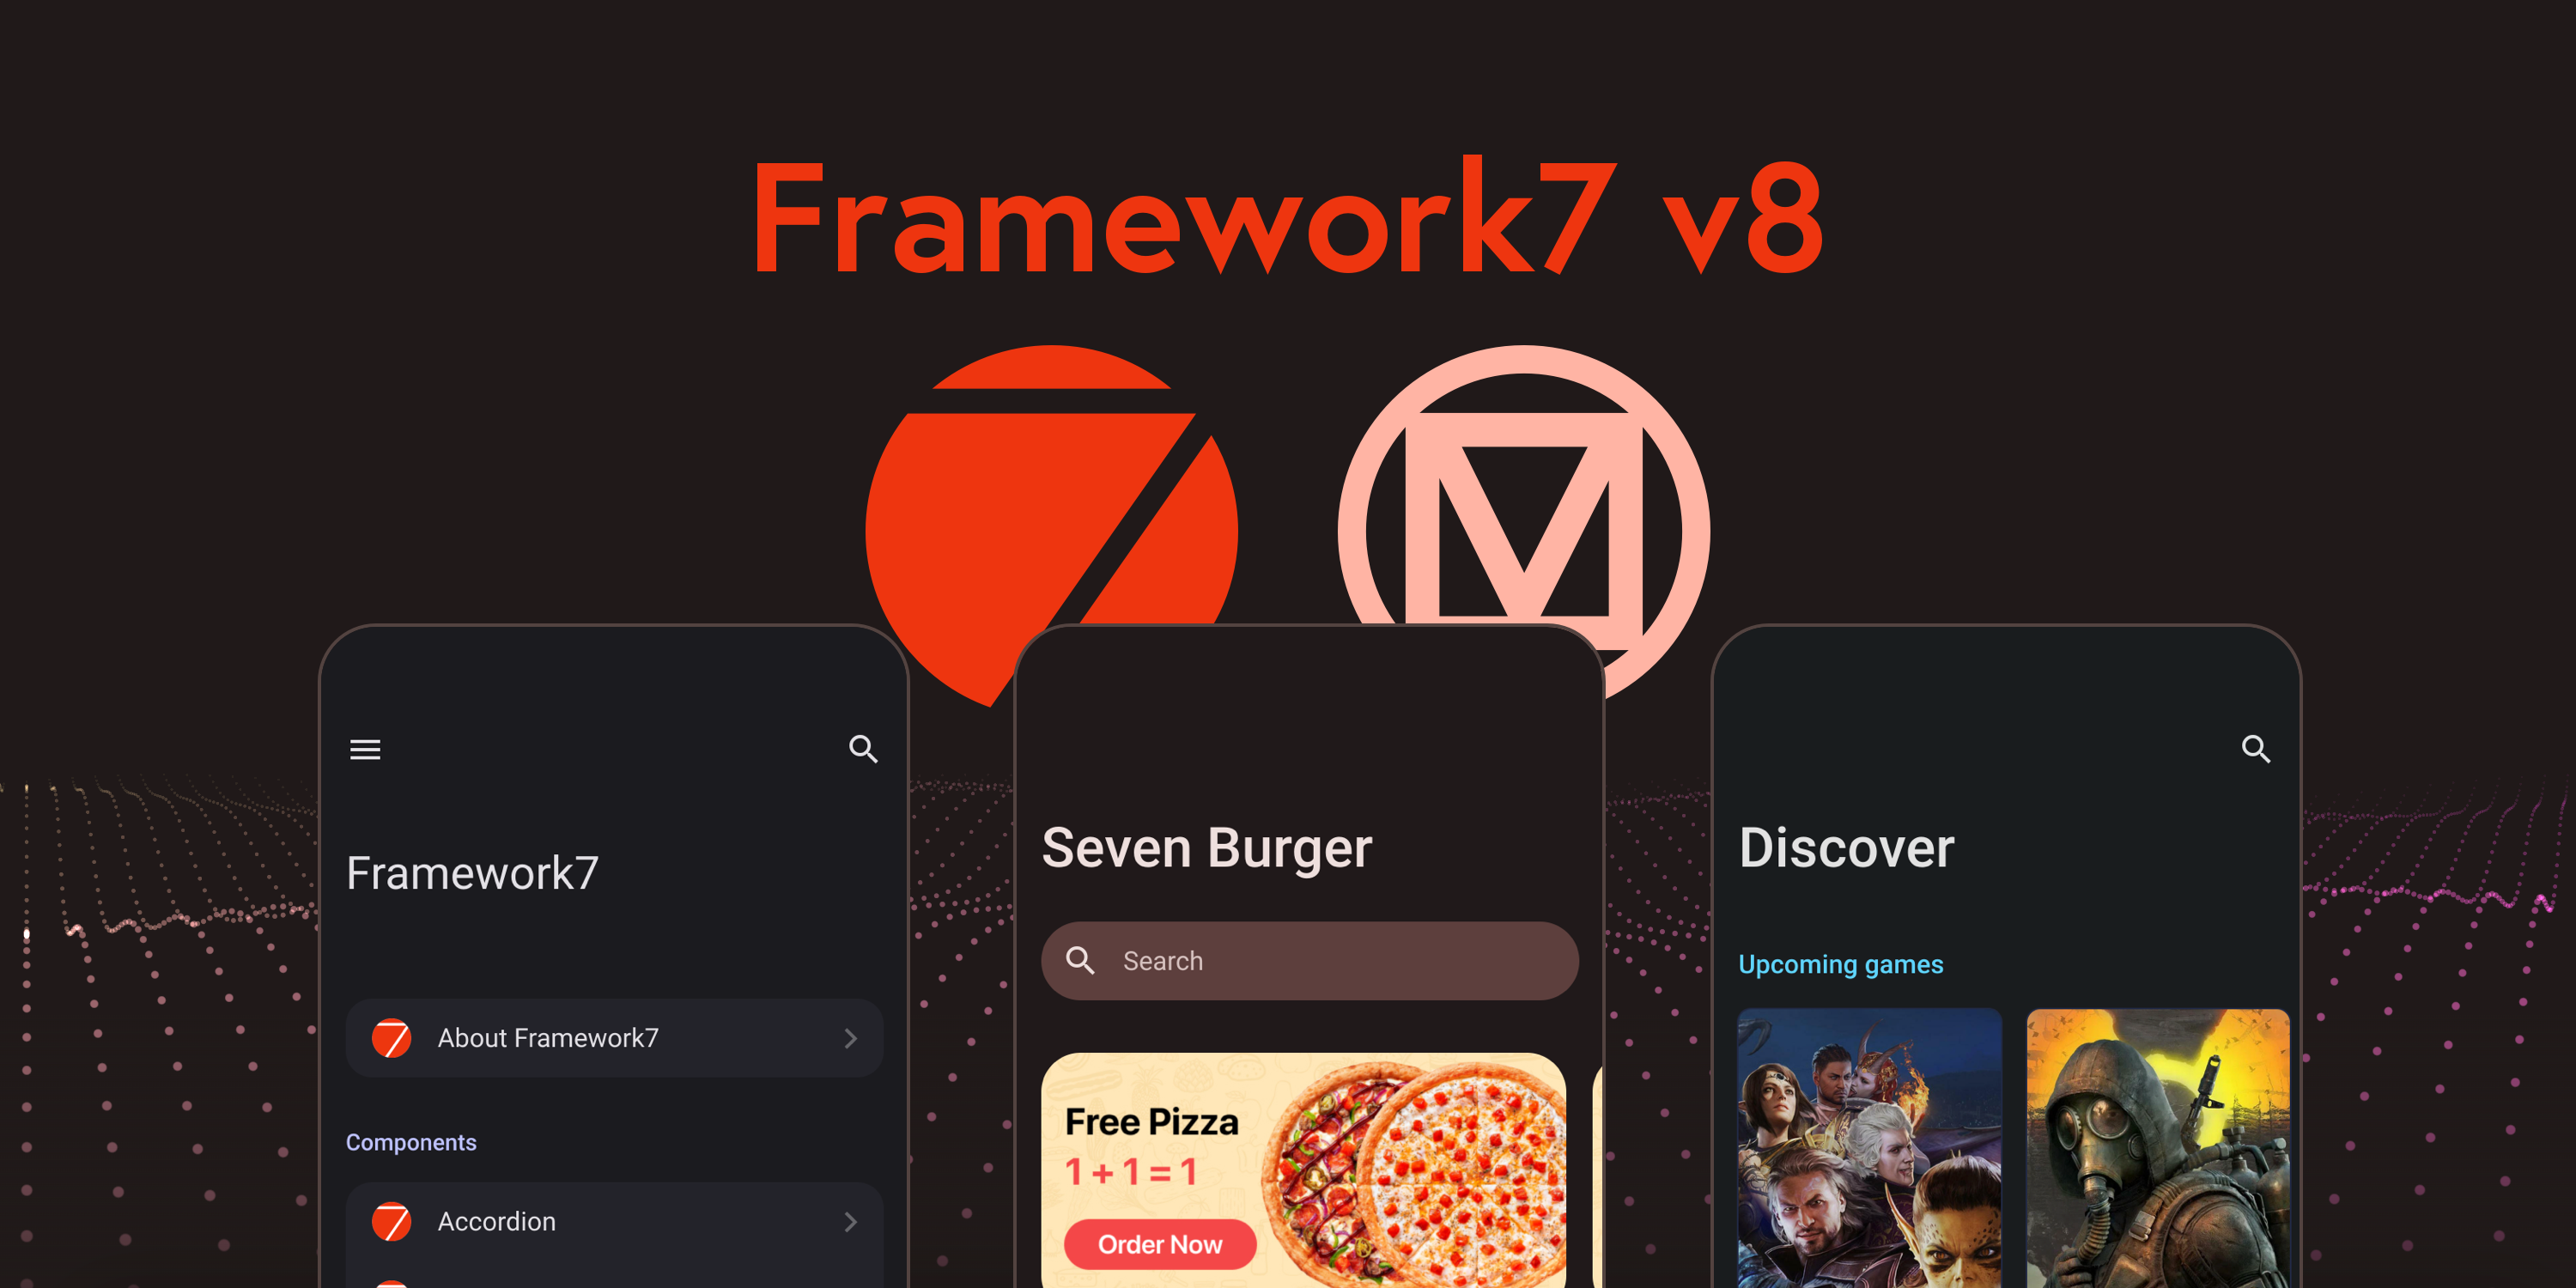 Framework7 v8
Framework7
About Framework7
Components
Accordion
Seven Burger
Search
Free Pizza
1 + 1 = 1
Order Now
Discover
Upcoming games